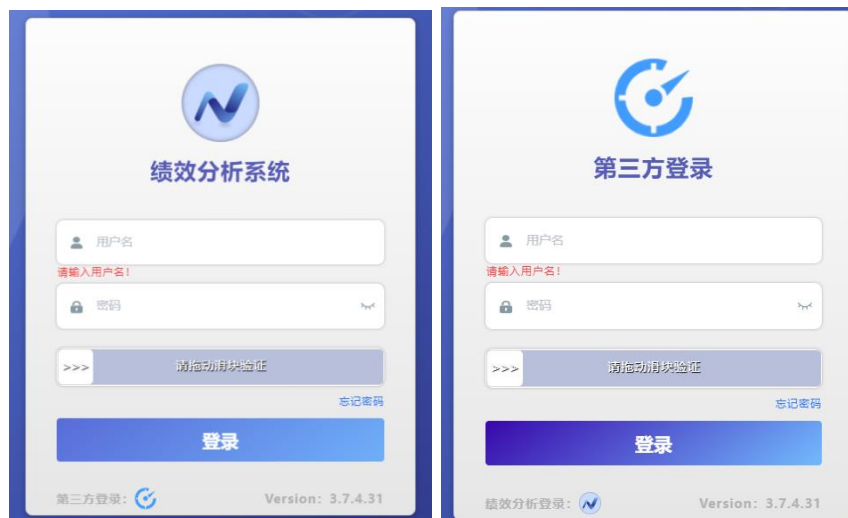 绩效分析系统
用户名
请输入用户名!
密码
>>> 请拖动滑块验证
忘记密码
登录
第三方登录: Version: 3.7.4.31
第三方登录
用户名
请输入用户名!
密码
>>> 请拖动滑块验证
忘记密码
登录
绩效分析登录: Version: 3.7.4.31